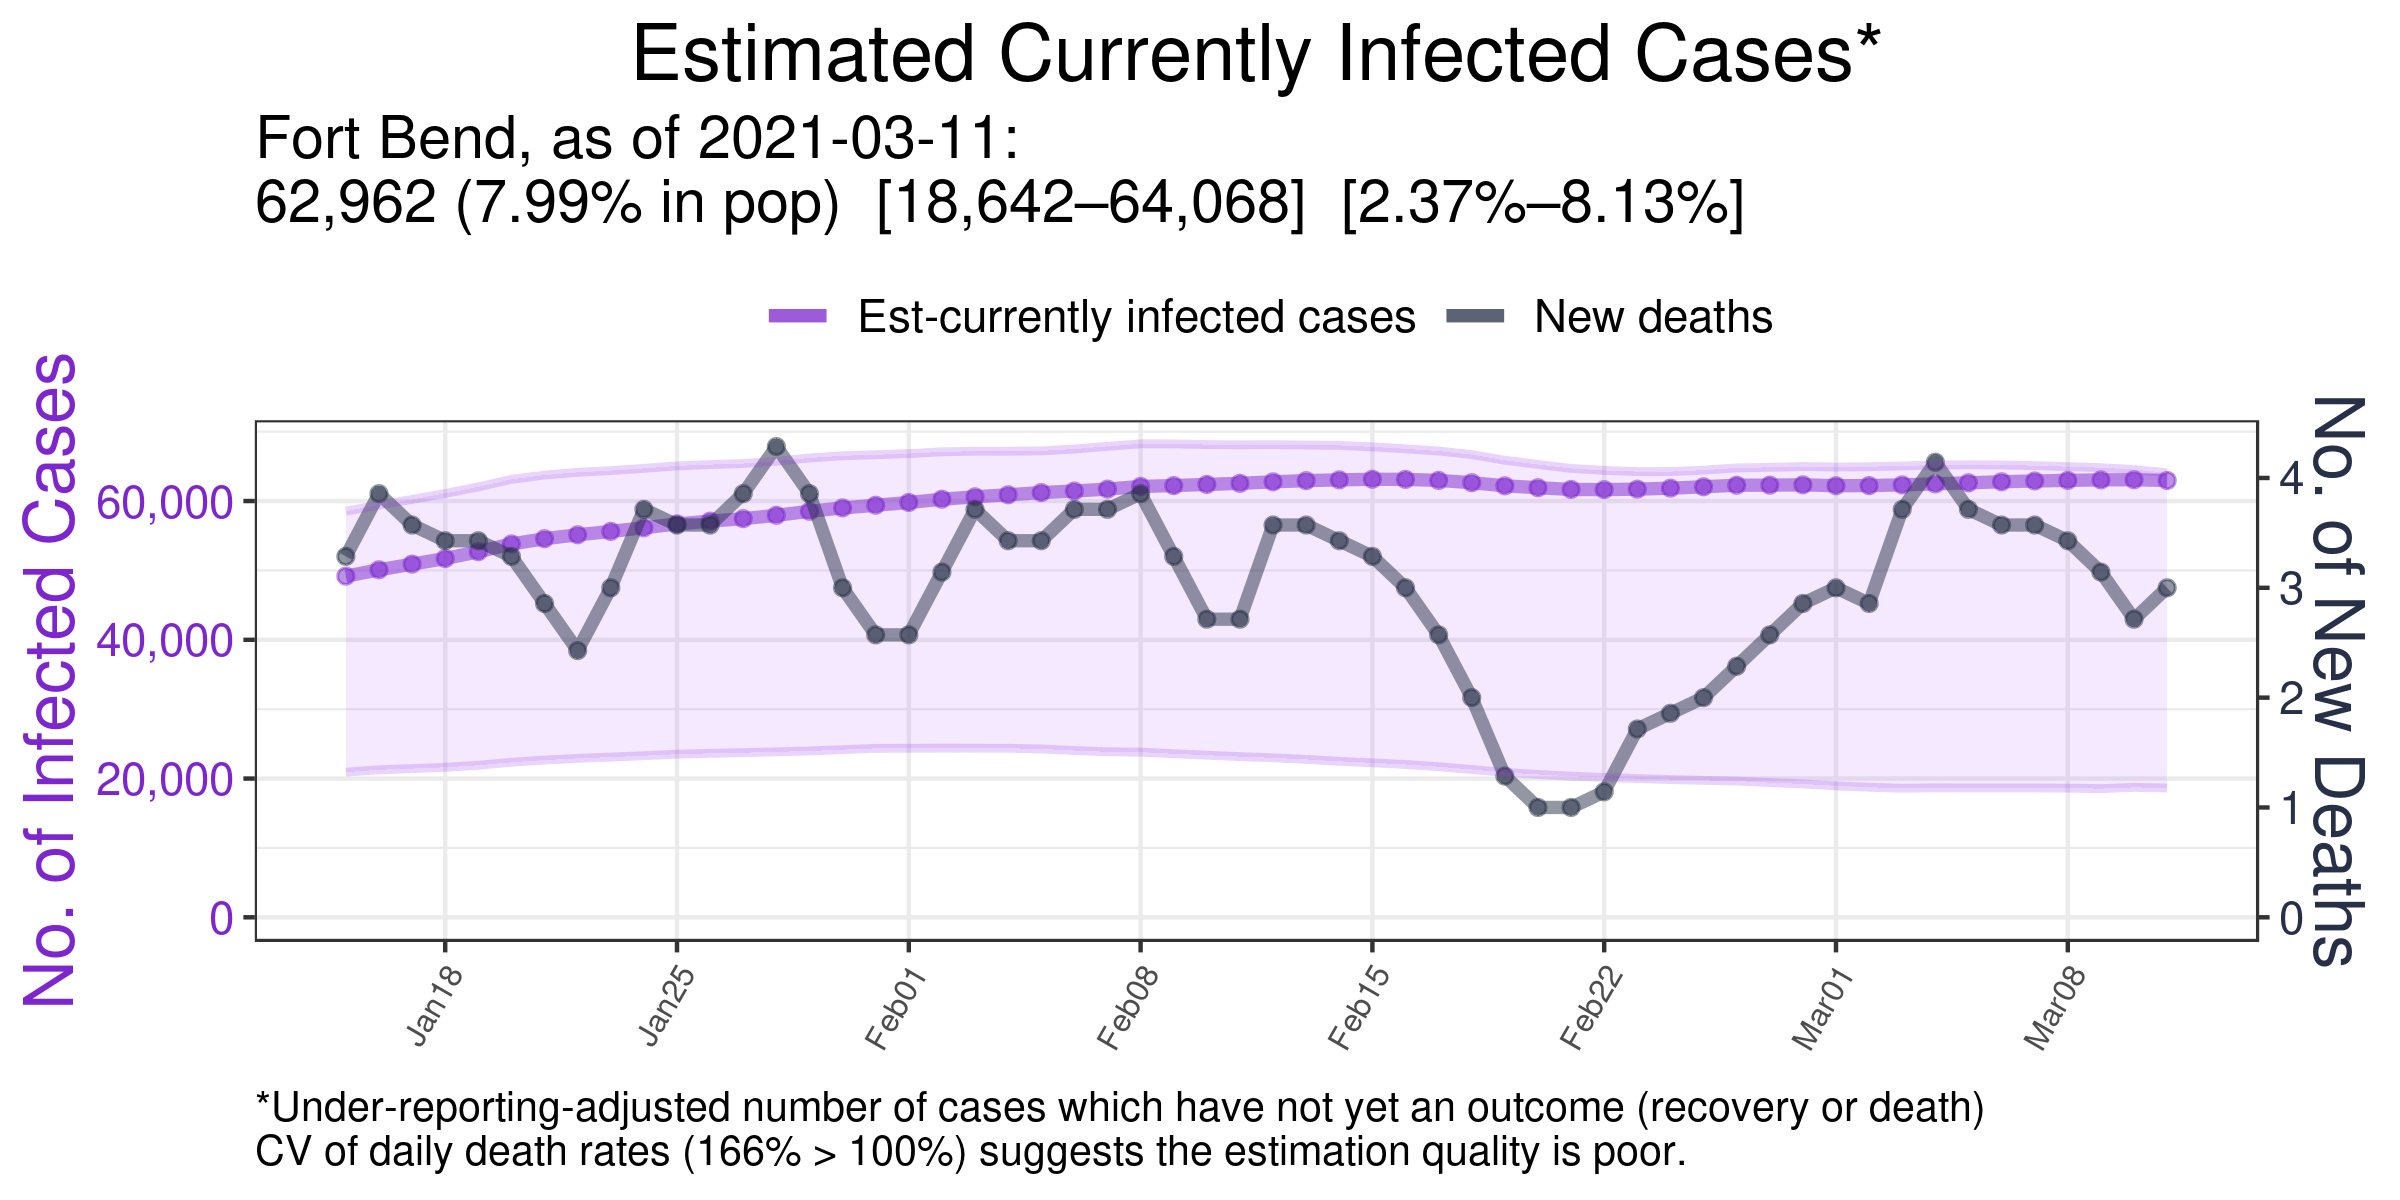 Estimated Currently Infected Cases*
Fort Bend, as of 2021-03-11:
62,962 (7.99% in pop)  [18,642–64,068]  [2.37%–8.13%]
Est-currently infected cases
New deaths
No. of Infected Cases
60,000
40,000
20,000
0
No. of New Deaths
4
3
2
1
0
Jan18
Jan25
Feb01
Feb08
Feb15
Feb22
Mar01
Mar08
*Under-reporting-adjusted number of cases which have not yet an outcome (recovery or death)
CV of daily death rates (166% > 100%) suggests the estimation quality is poor.